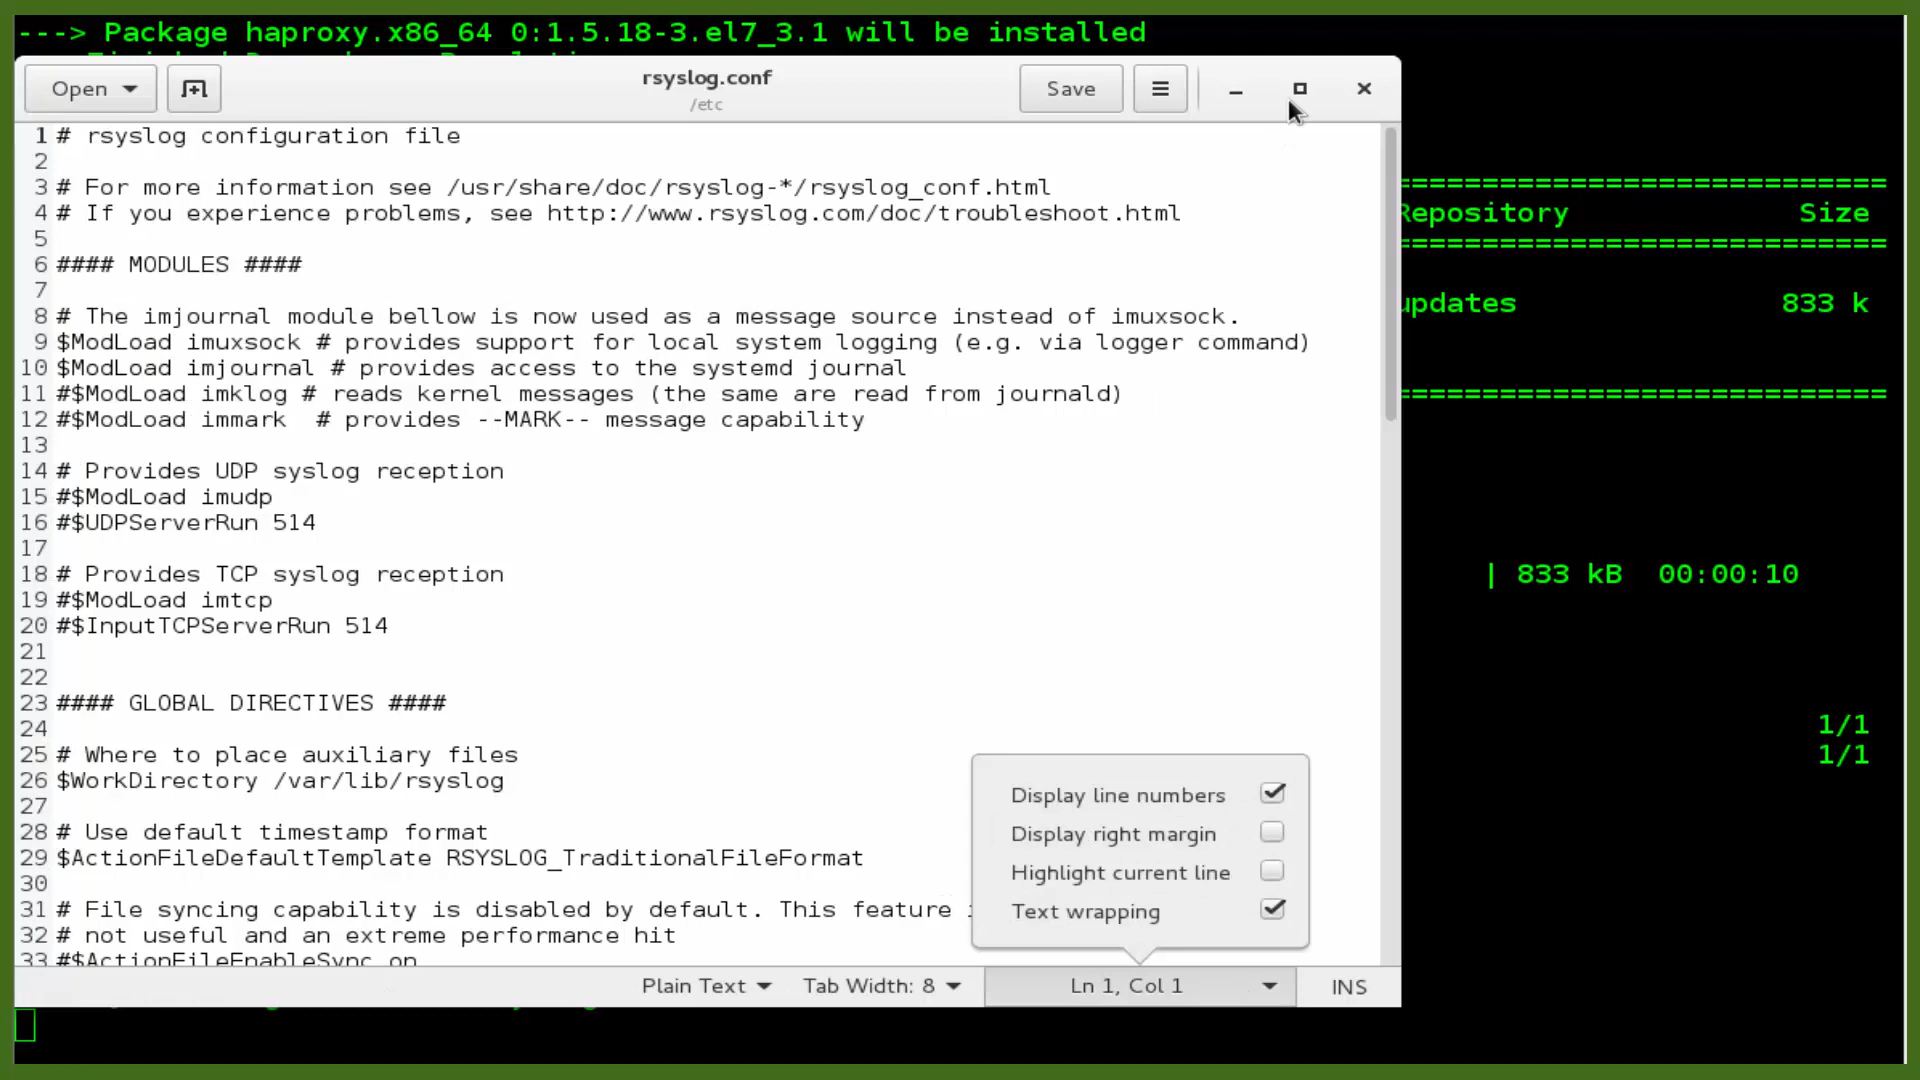 ---> Package haproxy.x86_64 0:1.5.18-3.el7_3.1 will be installed
Open
rsyslog.conf
/etc
Save
1 # rsyslog configuration file
2
3 # For more information see /usr/share/doc/rsyslog-*/rsyslog_conf.html
4 # If you experience problems, see http://www.rsyslog.com/doc/troubleshoot.html
5
6 #### MODULES ####
7
8 # The imjournal module bellow is now used as a message source instead of imuxsock.
9 $ModLoad imuxsock # provides support for local system logging (e.g. via logger command)
10 $ModLoad imjournal # provides access to the systemd journal
11 #$ModLoad imklog # reads kernel messages (the same are read from journald)
12 #$ModLoad immark  # provides --MARK-- message capability
13
14 # Provides UDP syslog reception
15 #$ModLoad imudp
16 #$UDPServerRun 514
17
18 # Provides TCP syslog reception
19 #$ModLoad imtcp
20 #$InputTCPServerRun 514
21
22
23 #### GLOBAL DIRECTIVES ####
24
25 # Where to place auxiliary files
26 $WorkDirectory /var/lib/rsyslog
27
28 # Use default timestamp format
29 $ActionFileDefaultTemplate RSYSLOG_TraditionalFileFormat
30
31 # File syncing capability is disabled by default. This feature
32 # not useful and an extreme performance hit
33 #$ActionFileEnableSync on
Display line numbers
Display right margin
Highlight current line
Text wrapping
Plain Text
Tab Width: 8
Ln 1, Col 1
INS
==========================
Repository Size
==========================
updates 833 k
==========================
| 833 kB 00:00:10
1/1
1/1